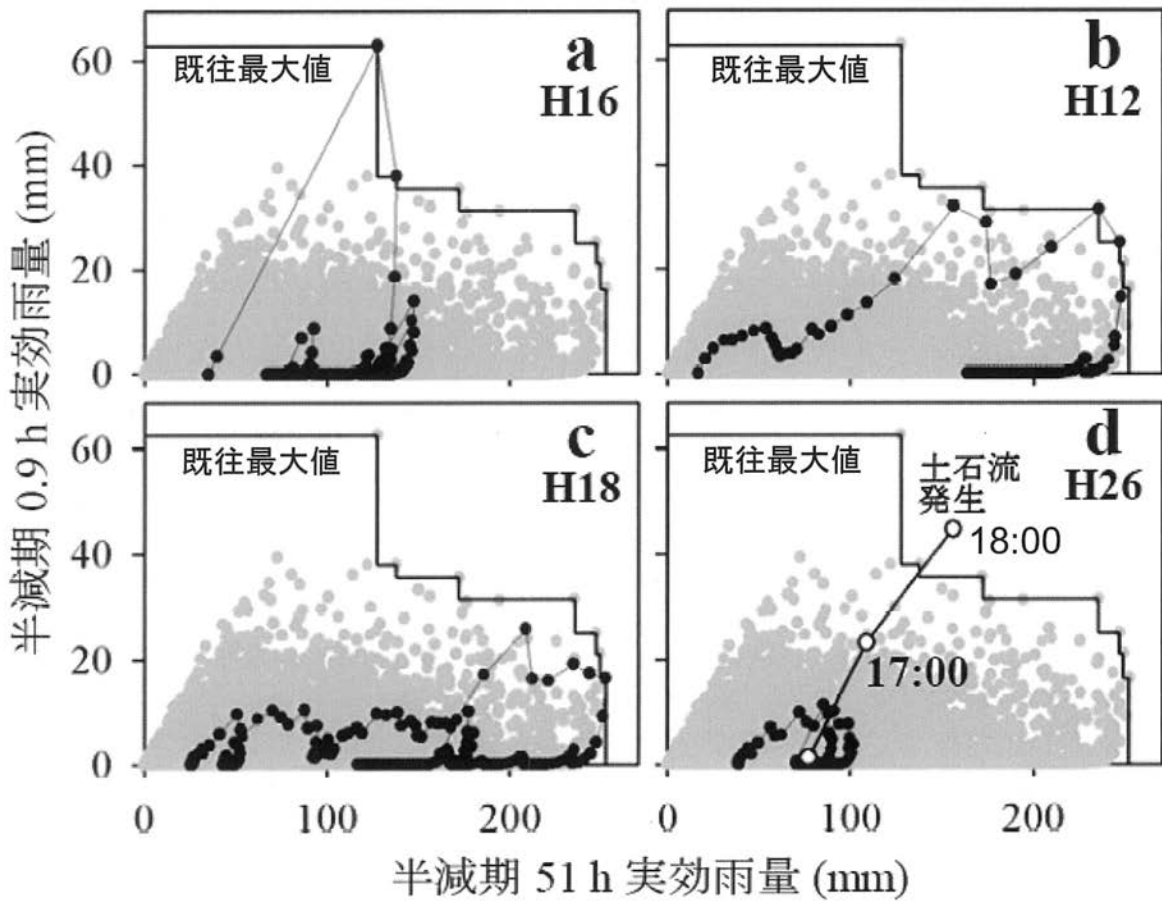 60
40
20
0
既往最大値
a
H16
既往最大値
b
H12
60
40
20
0
既往最大値
c
H18
既往最大値
d
H26
土石流
発生
18:00
17:00
0
100
200
0
100
200
半減期 0.9 h 実効雨量 (mm)
半減期 51 h 実効雨量 (mm)